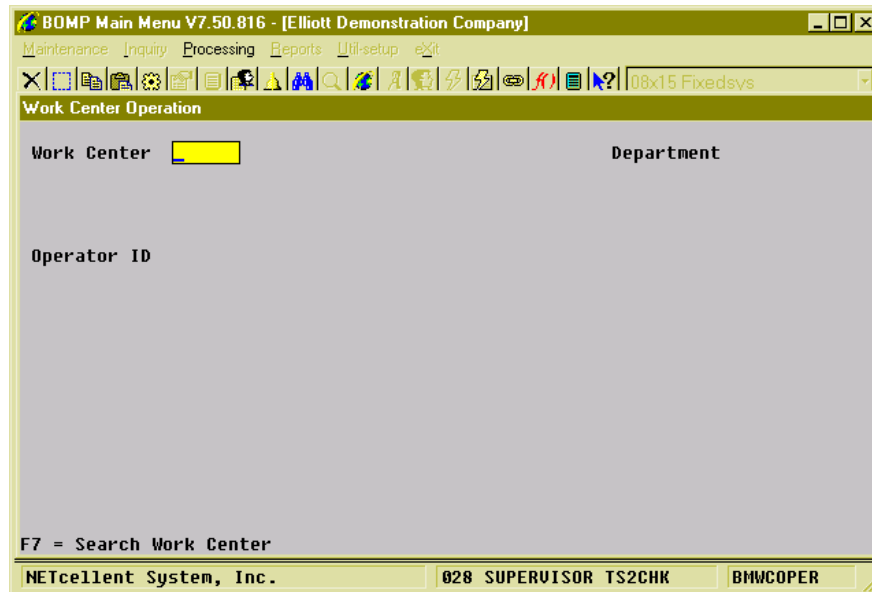 BOMP Main Menu V7.50.816 - [Elliott Demonstration Company]
Maintenance Inquiry Processing Reports Util-setup eXit
08x15 Fixedsys
Work Center Operation
Work Center Department
Operator ID
F7 = Search Work Center
NETcellent System, Inc. 028 SUPERVISOR TS2CHK BMWCOPER